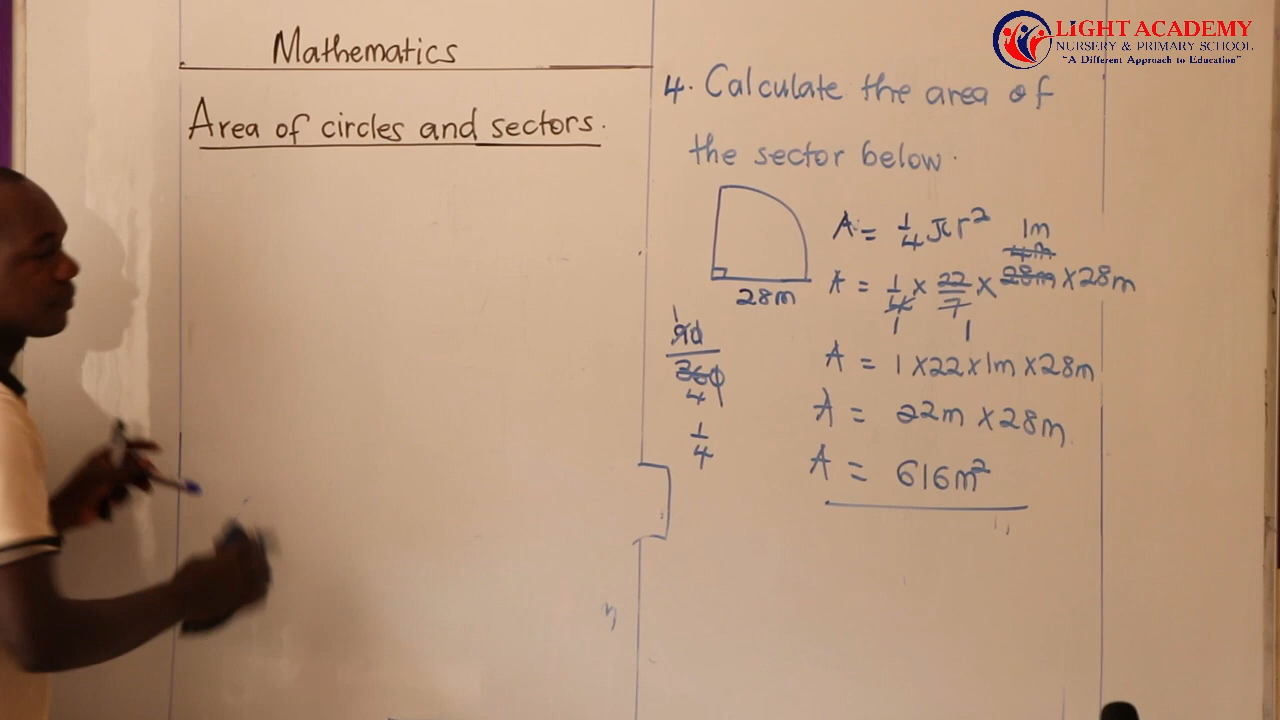 LIGHT ACADEMY
NURSERY & PRIMARY SCHOOL
"A Different Approach to Education"
Mathematics
Area of circles and sectors.
4. Calculate the area of
the sector below.
28m
90
360
1
4
1
4
A = 1/4 πr²
1m
4m
A = 1/4 x 22/7 x 28m x 28m
1 1
A = 1 x 22 x 1m x 28m
A = 22m x 28m
A = 616m²